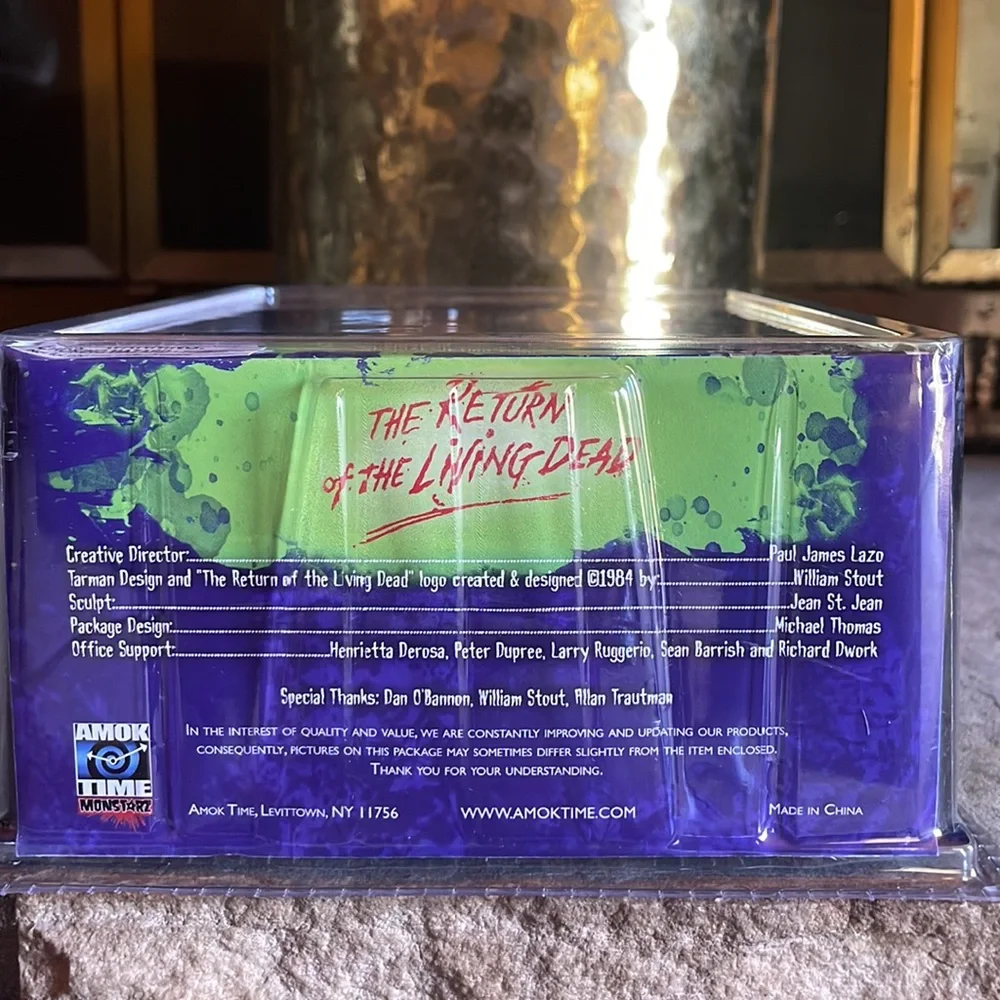 THE RETURN
of THE LIVING DEAD
Creative Director: Paul James Lazo
Tarman Design and "The Return of the Living Dead" logo created & designed ©1984 by: William Stout
Sculpt: Jean St. Jean
Package Design: Michael Thomas
Office Support: Henrietta Derosa, Peter Dupree, Larry Ruggerio, Sean Barrish and Richard Dwork
Special Thanks: Dan O'Bannon, William Stout, Allan Trautman
IN THE INTEREST OF QUALITY AND VALUE, WE ARE CONSTANTLY IMPROVING AND UPDATING OUR PRODUCTS,
CONSEQUENTLY, PICTURES ON THIS PACKAGE MAY SOMETIMES DIFFER SLIGHTLY FROM THE ITEM ENCLOSED.
THANK YOU FOR YOUR UNDERSTANDING.
AMOK
TIME
MONSTARZ
AMOK TIME, LEVITTOWN, NY 11756 WWW.AMOKTIME.COM MADE IN CHINA